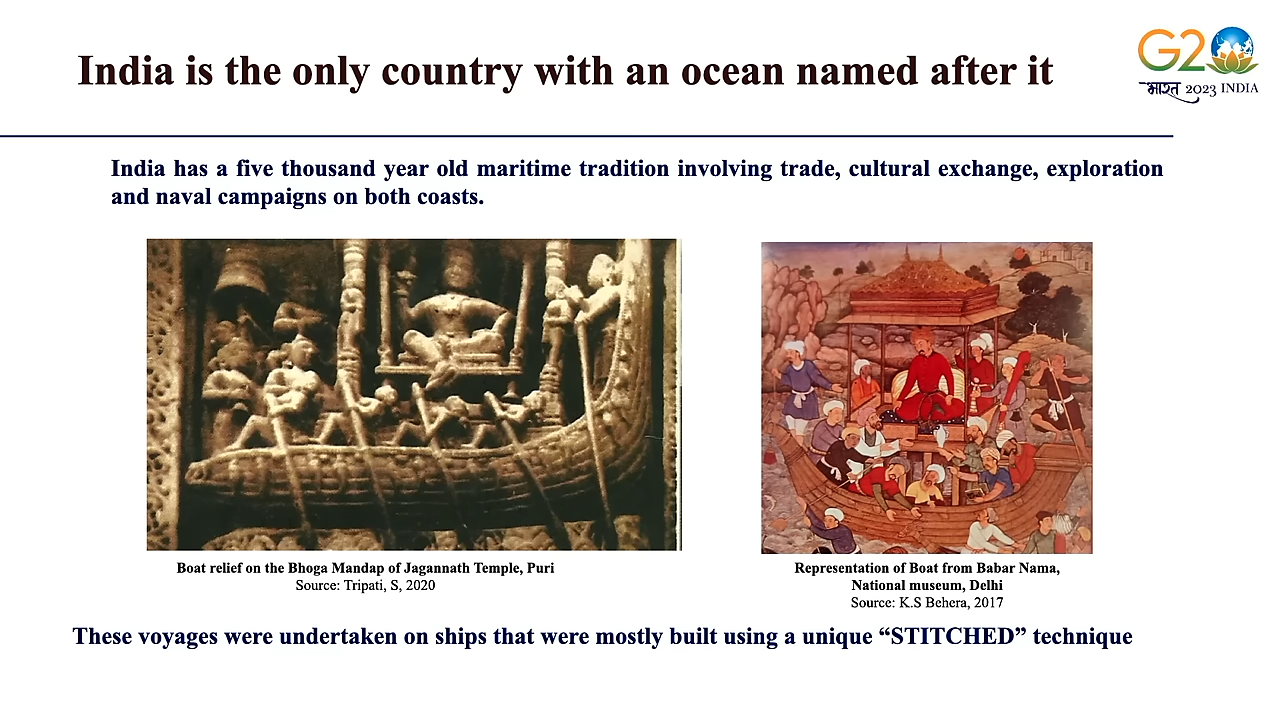 India is the only country with an ocean named after it
G20
भारत 2023 INDIA
India has a five thousand year old maritime tradition involving trade, cultural exchange, exploration
and naval campaigns on both coasts.
Boat relief on the Bhoga Mandap of Jagannath Temple, Puri
Source: Tripati, S, 2020
Representation of Boat from Babar Nama,
National museum, Delhi
Source: K.S Behera, 2017
These voyages were undertaken on ships that were mostly built using a unique “STITCHED” technique